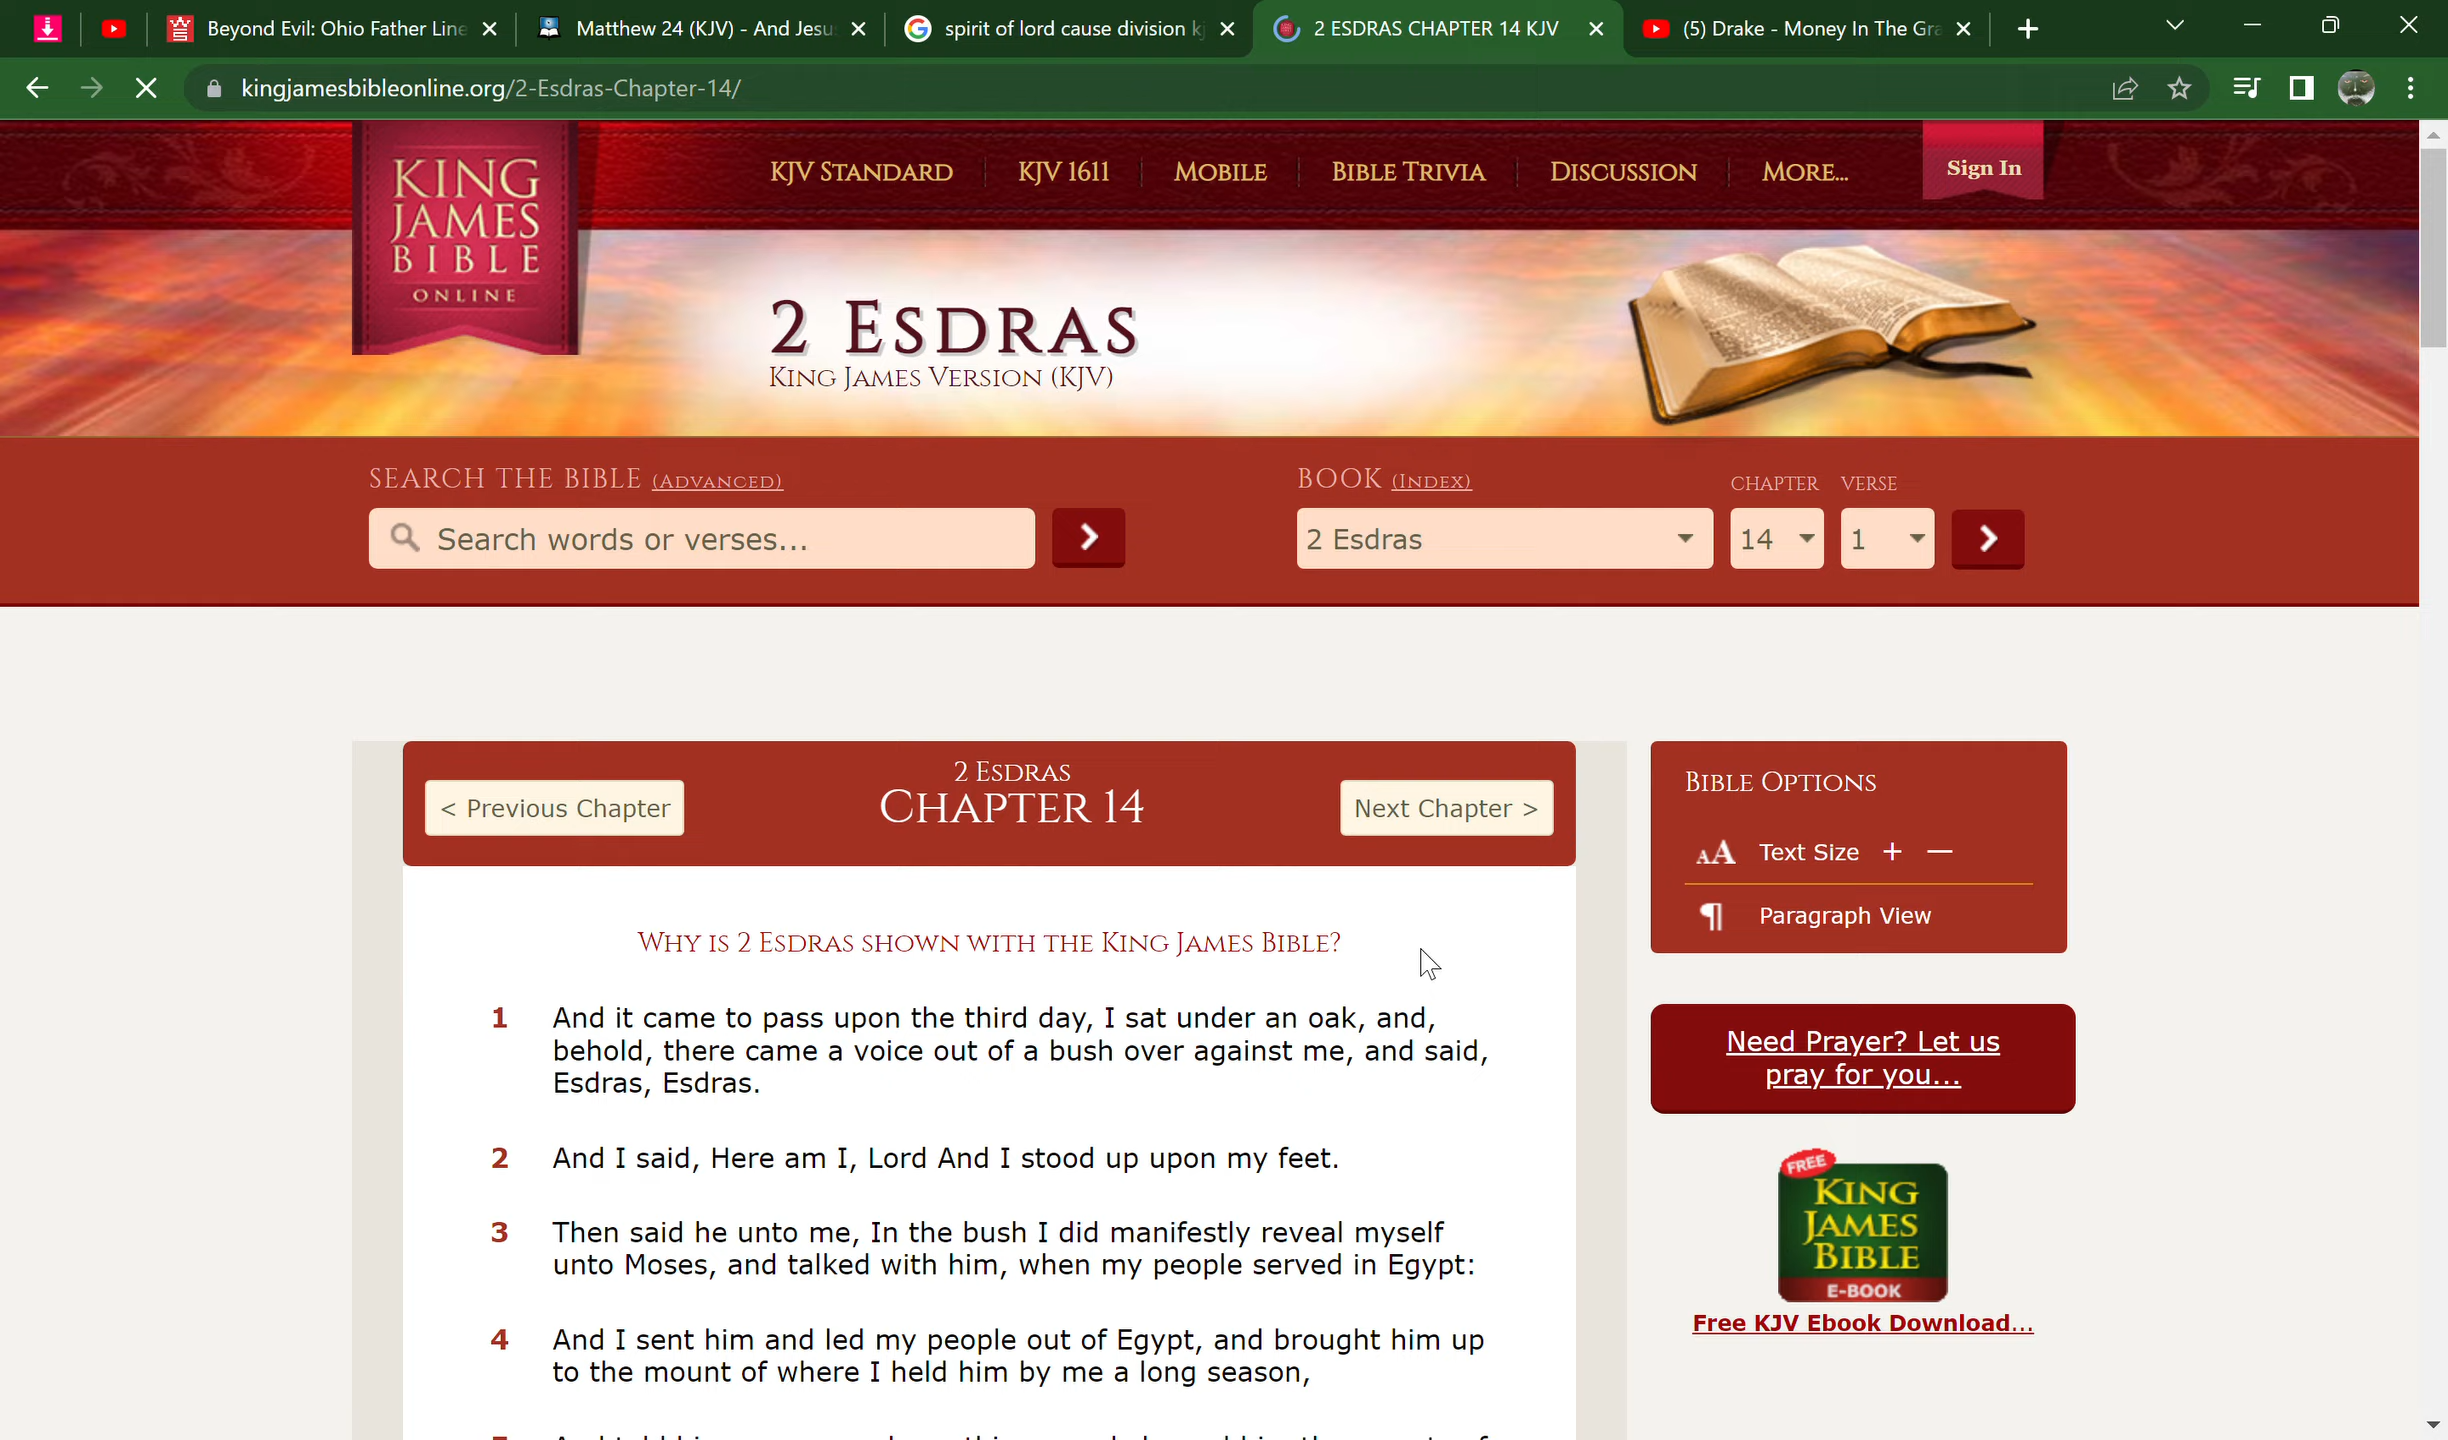 Beyond Evil: Ohio Father Line
Matthew 24 (KJV) - And Jesu
spirit of lord cause division kj
2 ESDRAS CHAPTER 14 KJV
(5) Drake - Money In The Gra
kingjamesbibleonline.org/2-Esdras-Chapter-14/
KING
JAMES
BIBLE
ONLINE
KJV STANDARD
KJV 1611
MOBILE
BIBLE TRIVIA
DISCUSSION
MORE...
Sign In
2 ESDRAS
KING JAMES VERSION (KJV)
SEARCH THE BIBLE (ADVANCED)
BOOK (INDEX)
CHAPTER
VERSE
Search words or verses...
2 Esdras
14
1
2 ESDRAS
CHAPTER 14
< Previous Chapter
Next Chapter >
BIBLE OPTIONS
AA Text Size + —
¶ Paragraph View
WHY IS 2 ESDRAS SHOWN WITH THE KING JAMES BIBLE?
1 And it came to pass upon the third day, I sat under an oak, and,
behold, there came a voice out of a bush over against me, and said,
Esdras, Esdras.
2 And I said, Here am I, Lord And I stood up upon my feet.
3 Then said he unto me, In the bush I did manifestly reveal myself
unto Moses, and talked with him, when my people served in Egypt:
4 And I sent him and led my people out of Egypt, and brought him up
to the mount of where I held him by me a long season,
Need Prayer? Let us
pray for you...
FREE
KING
JAMES
BIBLE
E-BOOK
Free KJV Ebook Download...